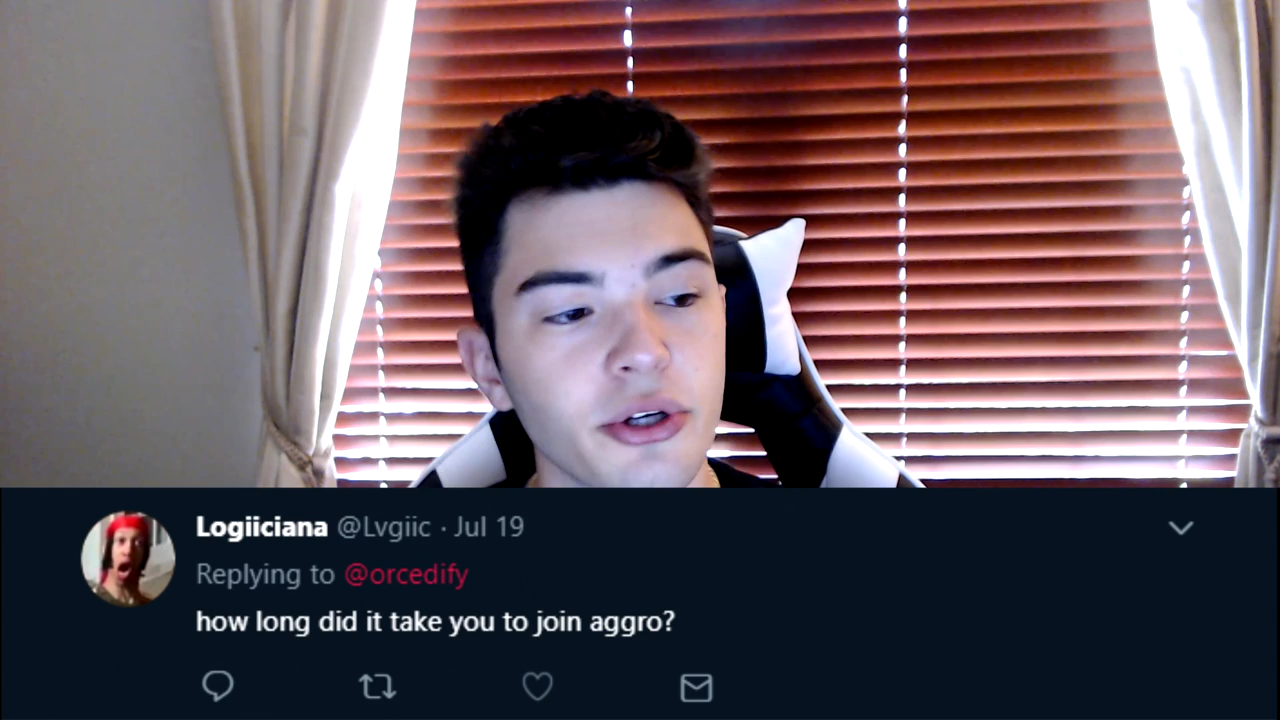 Logiiciana @Lvgiic · Jul 19
Replying to @orcedify
how long did it take you to join aggro?